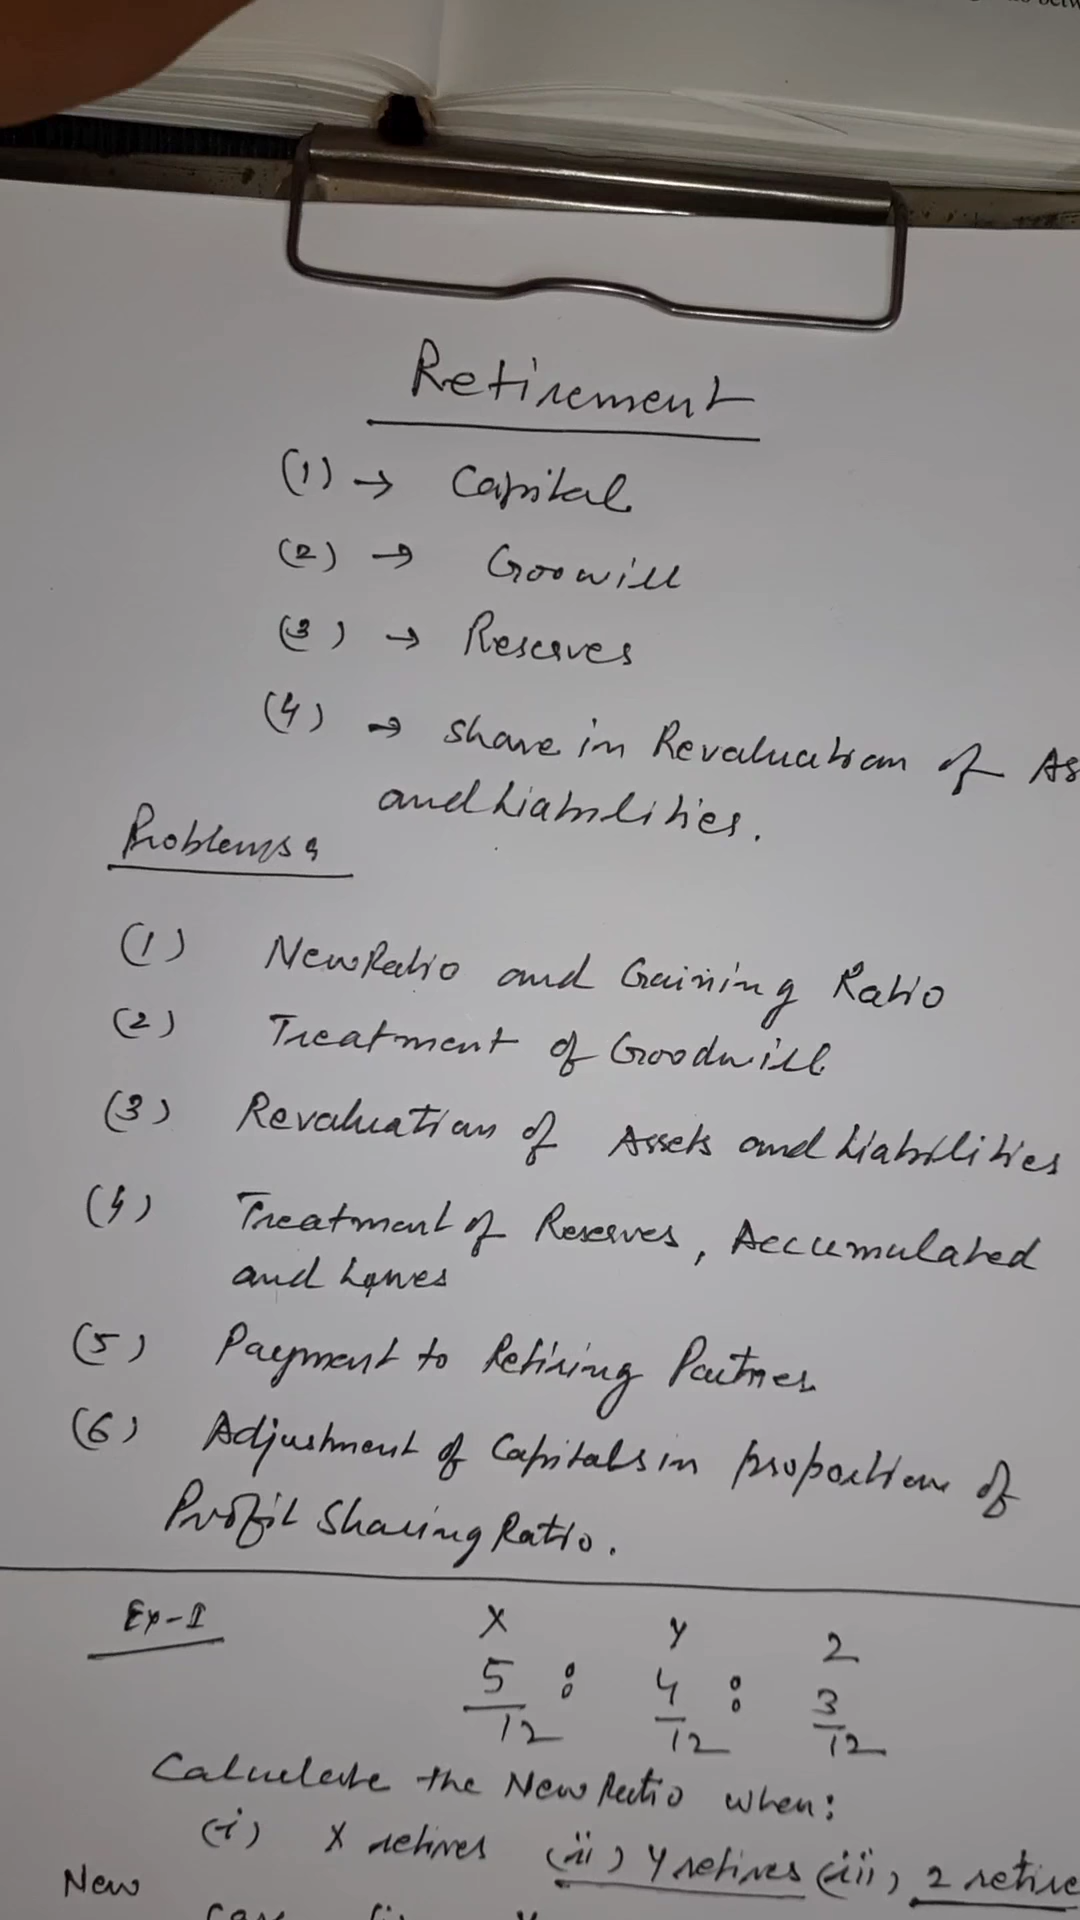 Retirement
(1) → Capital
(2) → Goowill
(3) → Reserves
(4) → Share in Revaluation of As
and Liabilities.
Problems
(1) New Ratio and Gaining Ratio
(2) Treatment of Goodwill
(3) Revaluation of Assets and Liabilities
(4) Treatment of Reserves, Accumulated
and Losses
(5) Payment to Retiring Partner
(6) Adjustment of Capitals in proportion of
Profit Sharing Ratio.
Ex-I X Y Z
5/12 : 4/12 : 3/12
Calculate the New Ratio when:
(i) X retires (ii) Y retires (iii) Z retire
New
Case (i) X